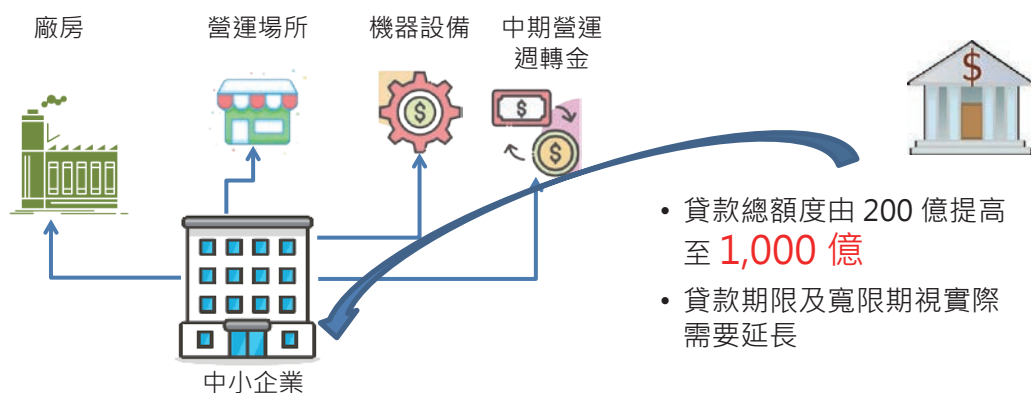 廠房
營運場所
機器設備
中期營運
週轉金
$
$
$
$
• 貸款總額度由 200 億提高
至 1,000 億
• 貸款期限及寬限期視實際
需要延長
中小企業